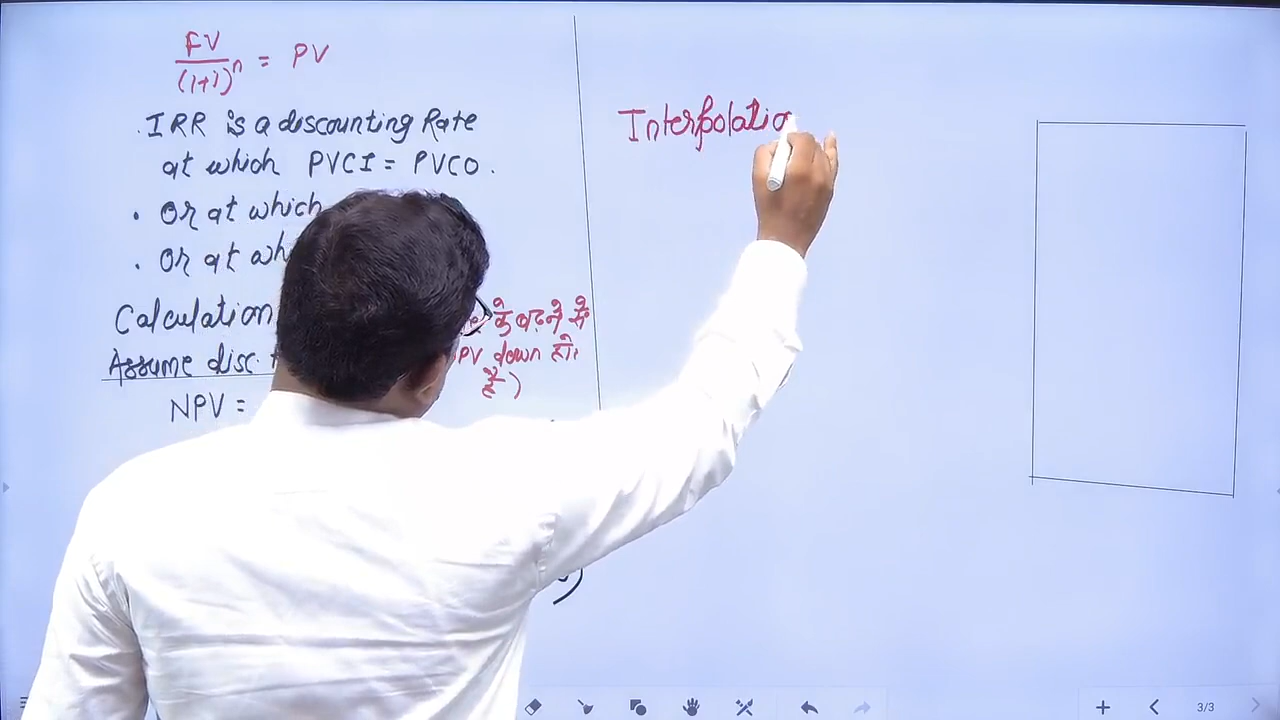 FV
(1+i)^n = PV
IRR is a discounting Rate
at which PVCI = PVCO.
• Or at which
• Or at wh
Calculation
के बढ़ने से
Assume disc.
PV down
NPV =
Interpolatio
3/3